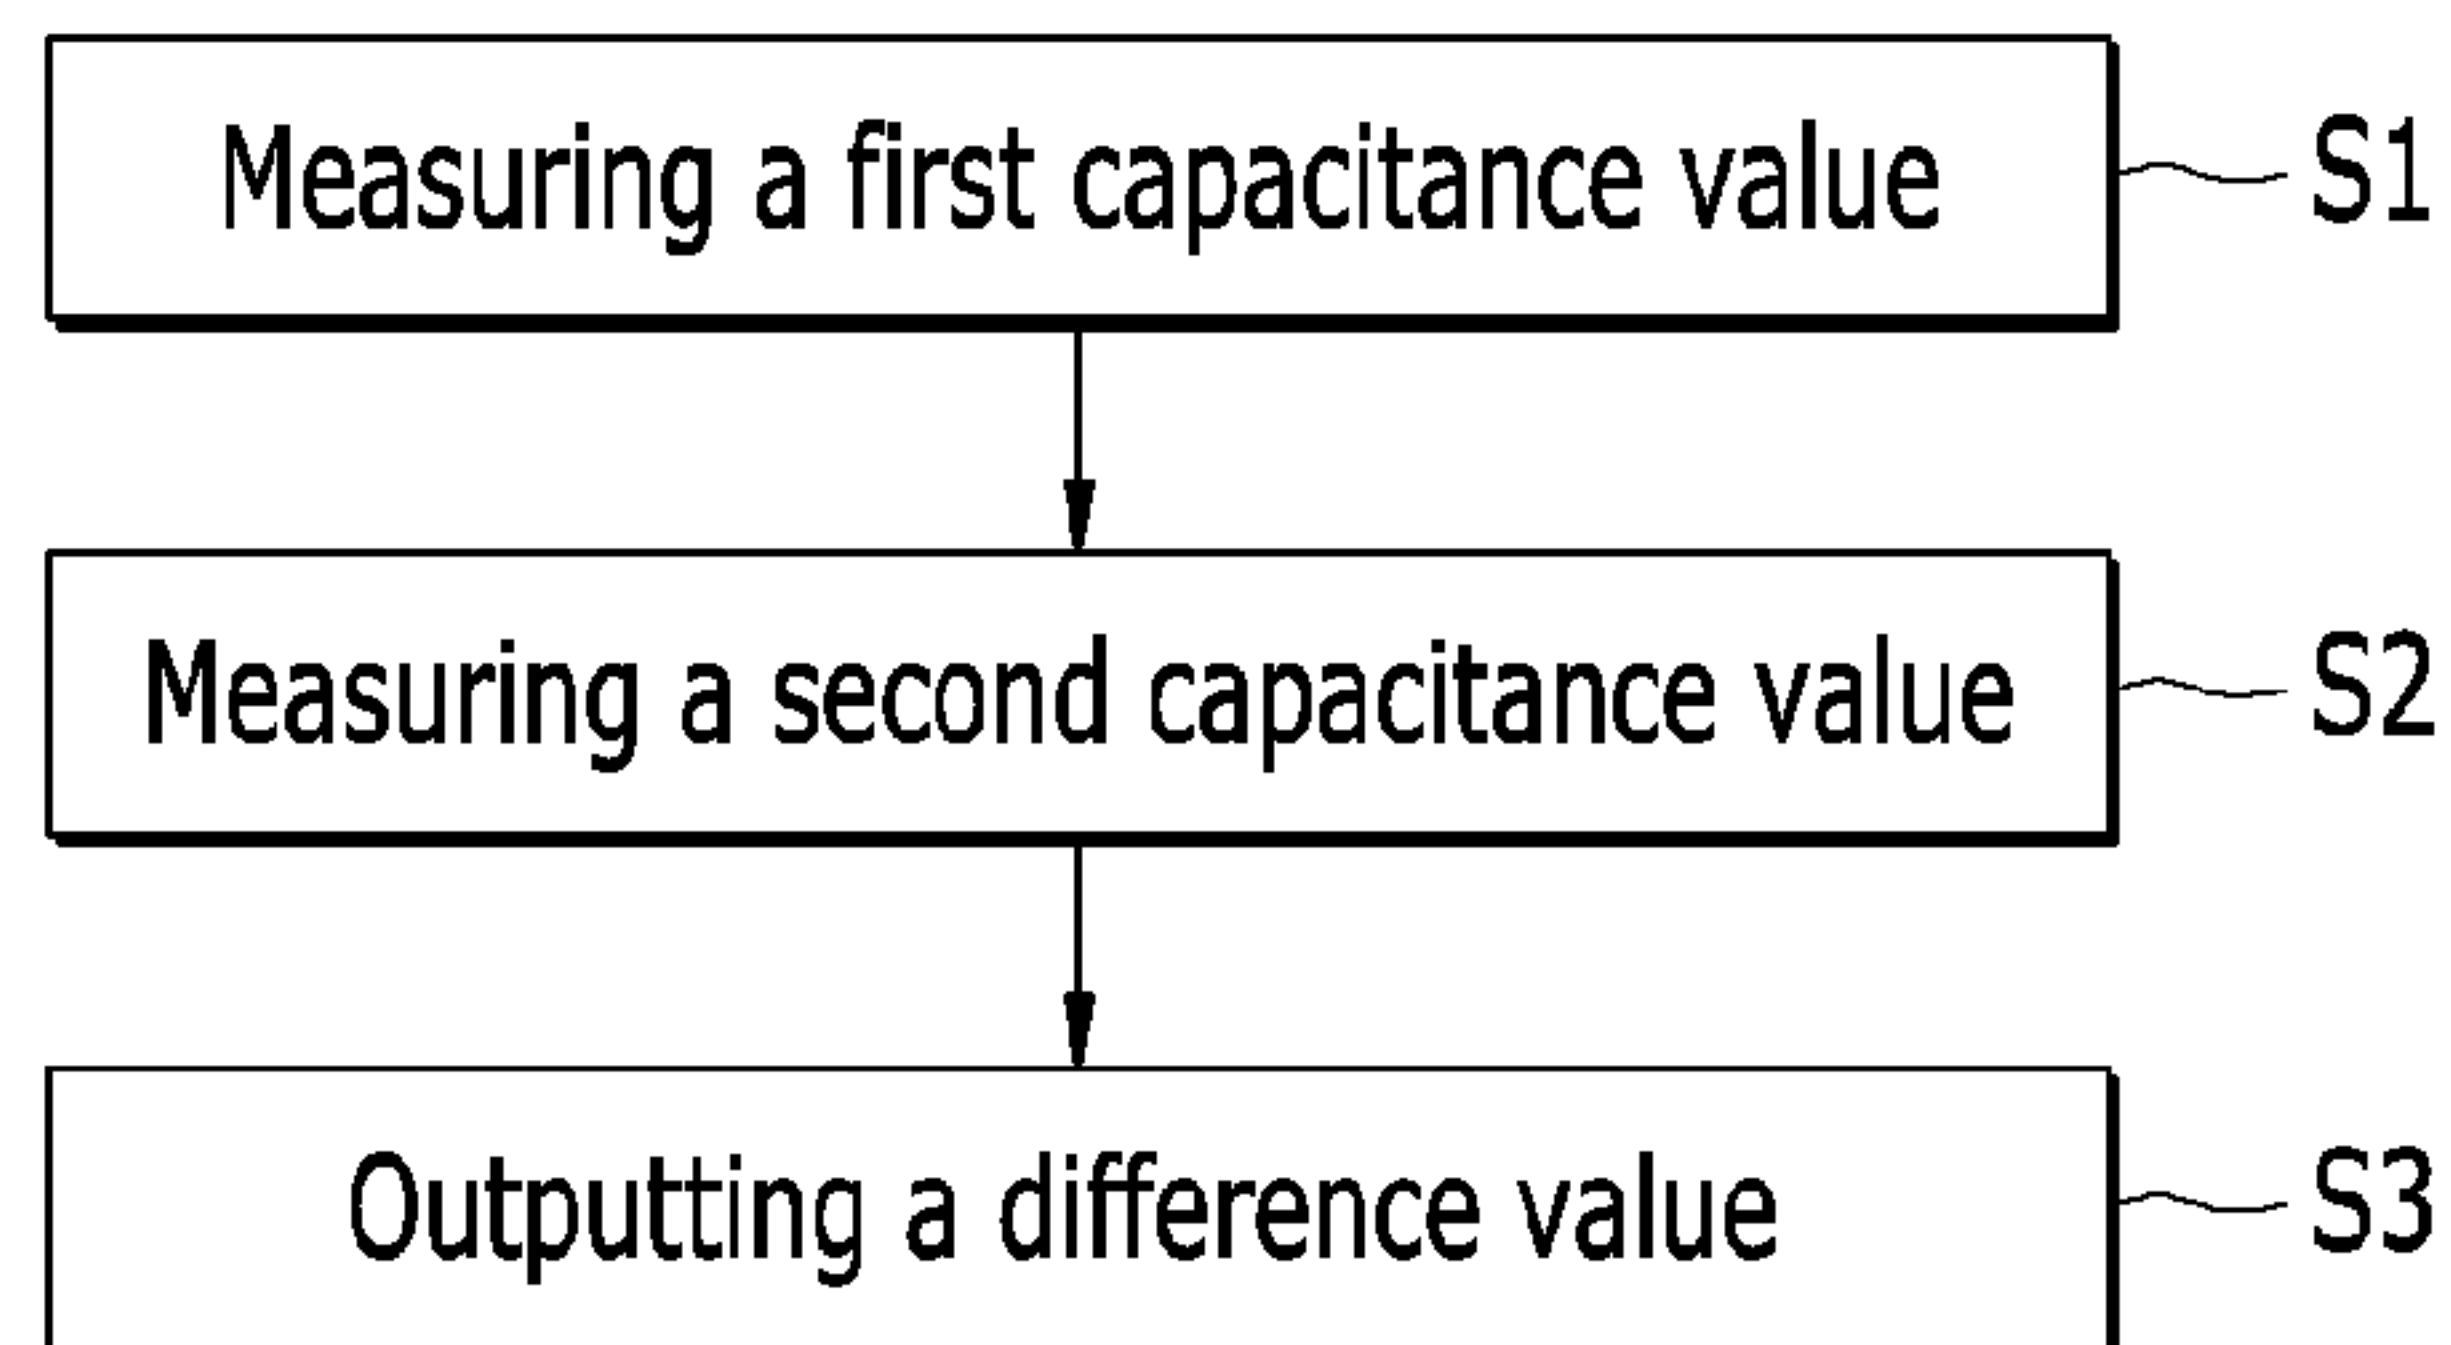 Measuring a first capacitance value S1
Measuring a second capacitance value S2
Outputting a difference value S3